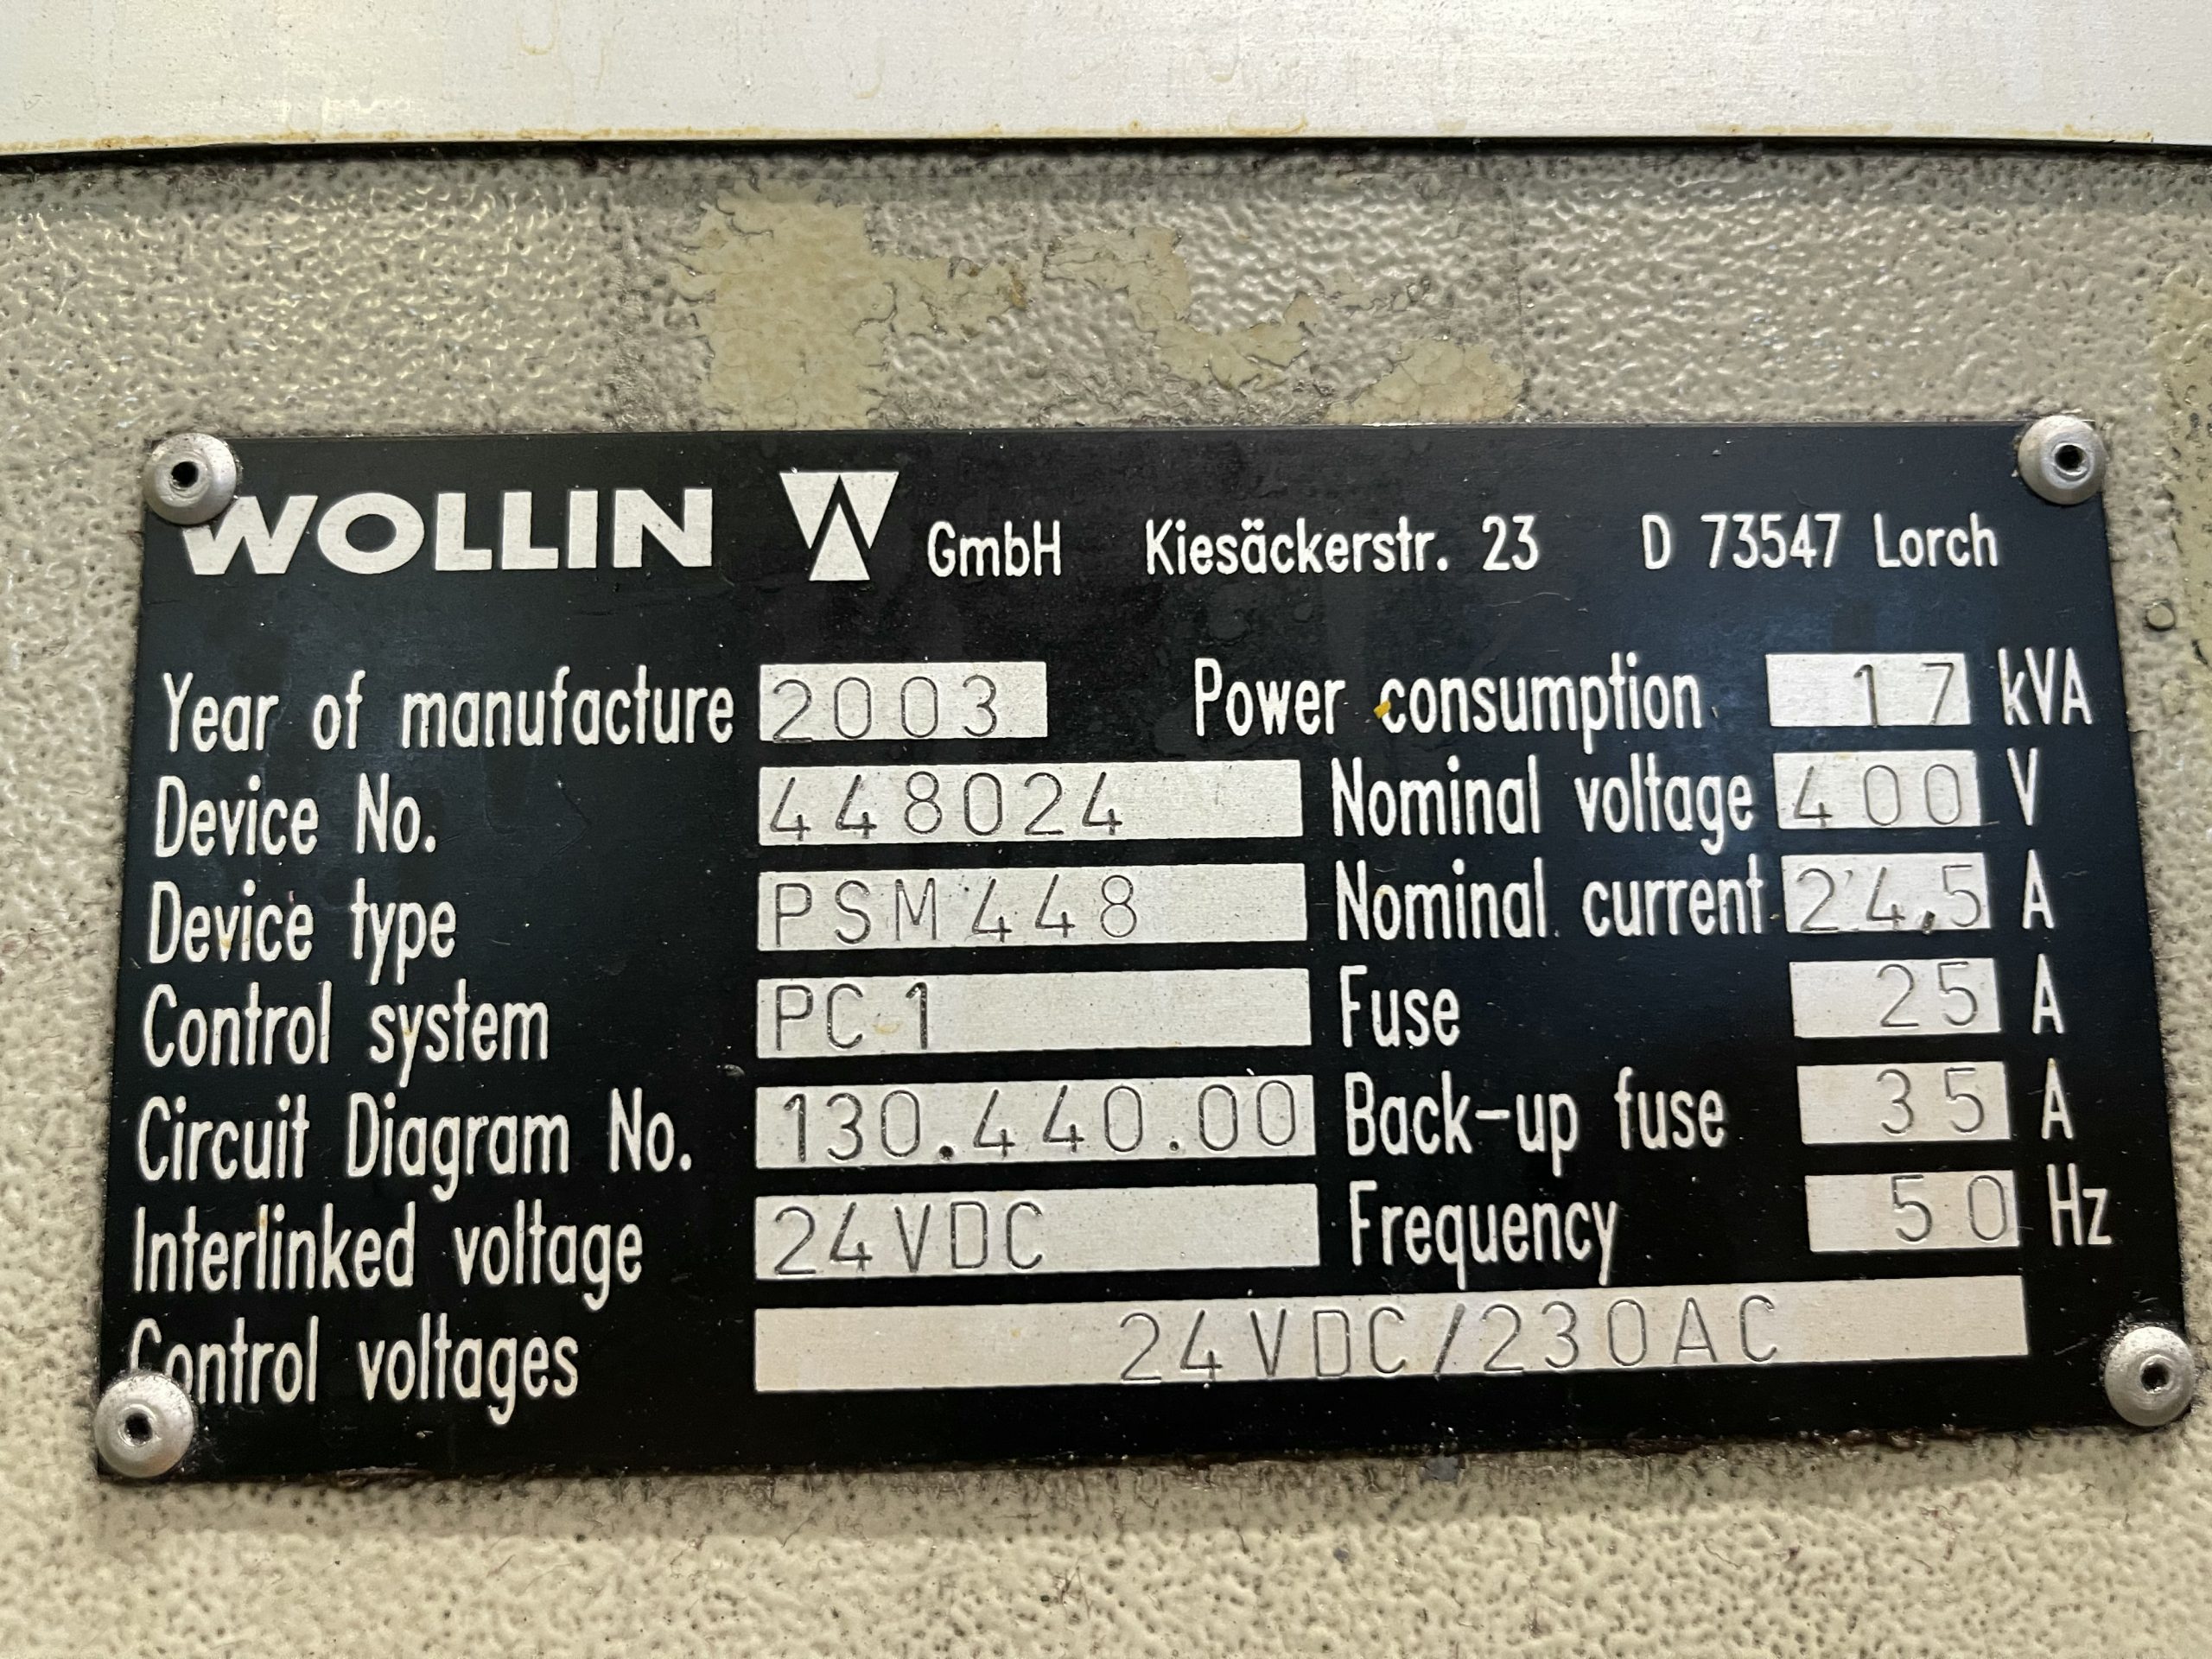 WOLLIN GmbH Kiesäckerstr. 23 D 73547 Lorch
Year of manufacture 2003 Power consumption 17 kVA
Device No. 448024 Nominal voltage 400 V
Device type PSM448 Nominal current 24,5 A
Control system PC1 Fuse 25 A
Circuit Diagram No. 130.440.00 Back-up fuse 35 A
Interlinked voltage 24VDC Frequency 50 Hz
Control voltages 24VDC/230AC